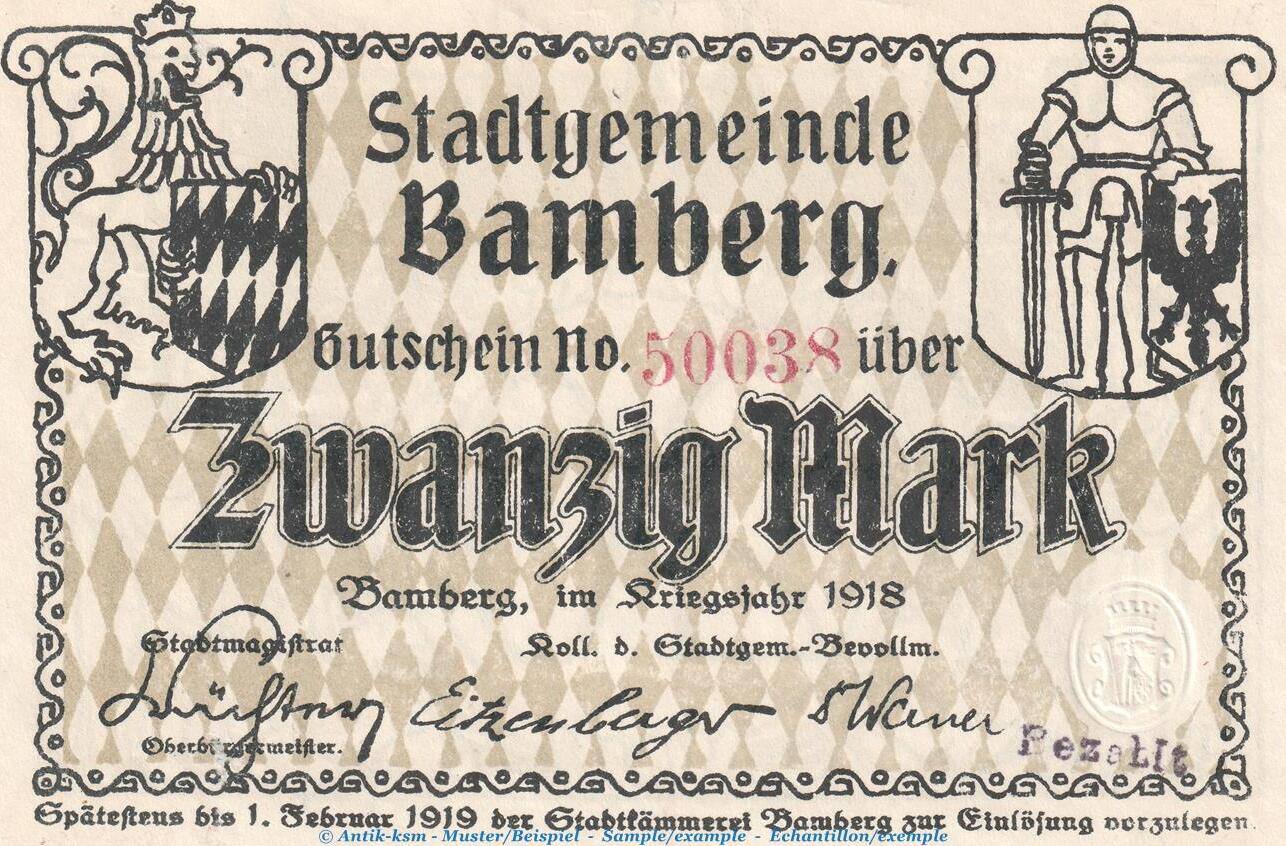 Stadtgemeinde
Bamberg.
Gutschein No. 50038 über
Zwanzig Mark
Bamberg, im Kriegsjahr 1918
Stadtmagistrat
Koll. d. Stadtgem.-Bevollm.
Oberbürgermeister.
Bezahlt
Spätestens bis 1. Februar 1919 der Stadtkämmerei Bamberg zur Einlösung vorzulegen.
© Antik-ksm - Muster/Beispiel - Sample/example - Echantillon/exemple